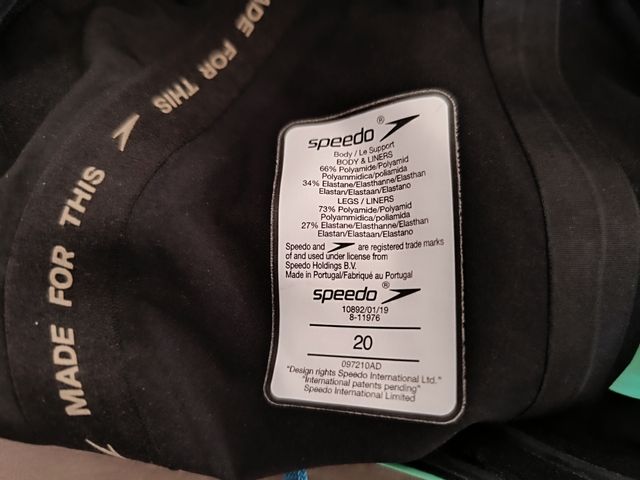 MADE FOR THIS
MADE FOR THIS
speedo®
Body / Le Support
BODY & LINERS
66% Polyamide/Polyamid
Polyammidica/poliamida
34% Elastane/Elasthanne/Elasthan
Elastan/Elastaan/Elastano
LEGS / LINERS
73% Polyamide/Polyamid
Polyammidica/poliamida
27% Elastane/Elasthanne/Elasthan
Elastan/Elastaan/Elastano
Speedo and are registered trade marks
of and used under license from
Speedo Holdings B.V.
Made in Portugal/Fabriqué au Portugal
speedo®
10892/01/19
8-11976
20
097210AD
"Design rights Speedo International Ltd."
"International patents pending"
Speedo International Limited